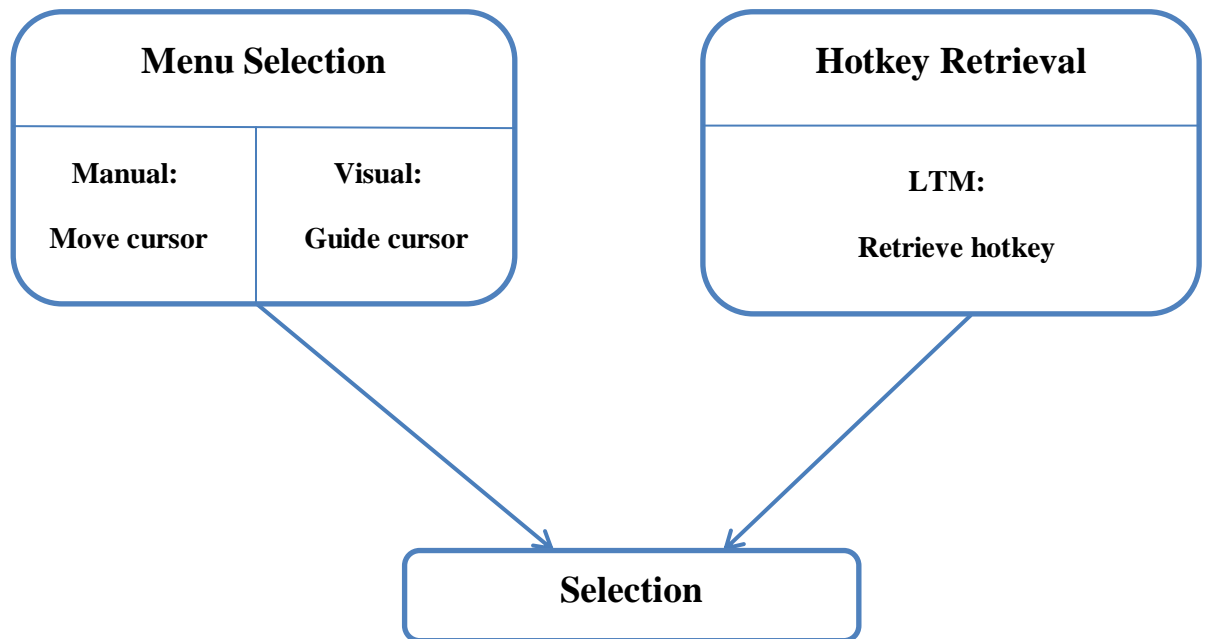 Menu Selection
Manual:
Move cursor
Visual:
Guide cursor
Hotkey Retrieval
LTM:
Retrieve hotkey
Selection